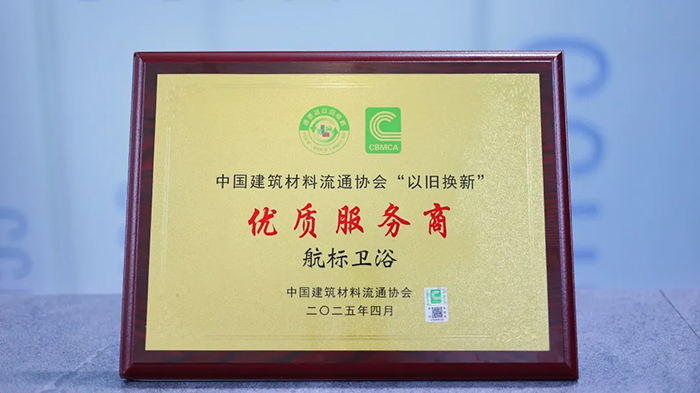 CBMCA
中国建筑材料流通协会“以旧换新”
优质服务商
航标卫浴
中国建筑材料流通协会
二〇二五年四月